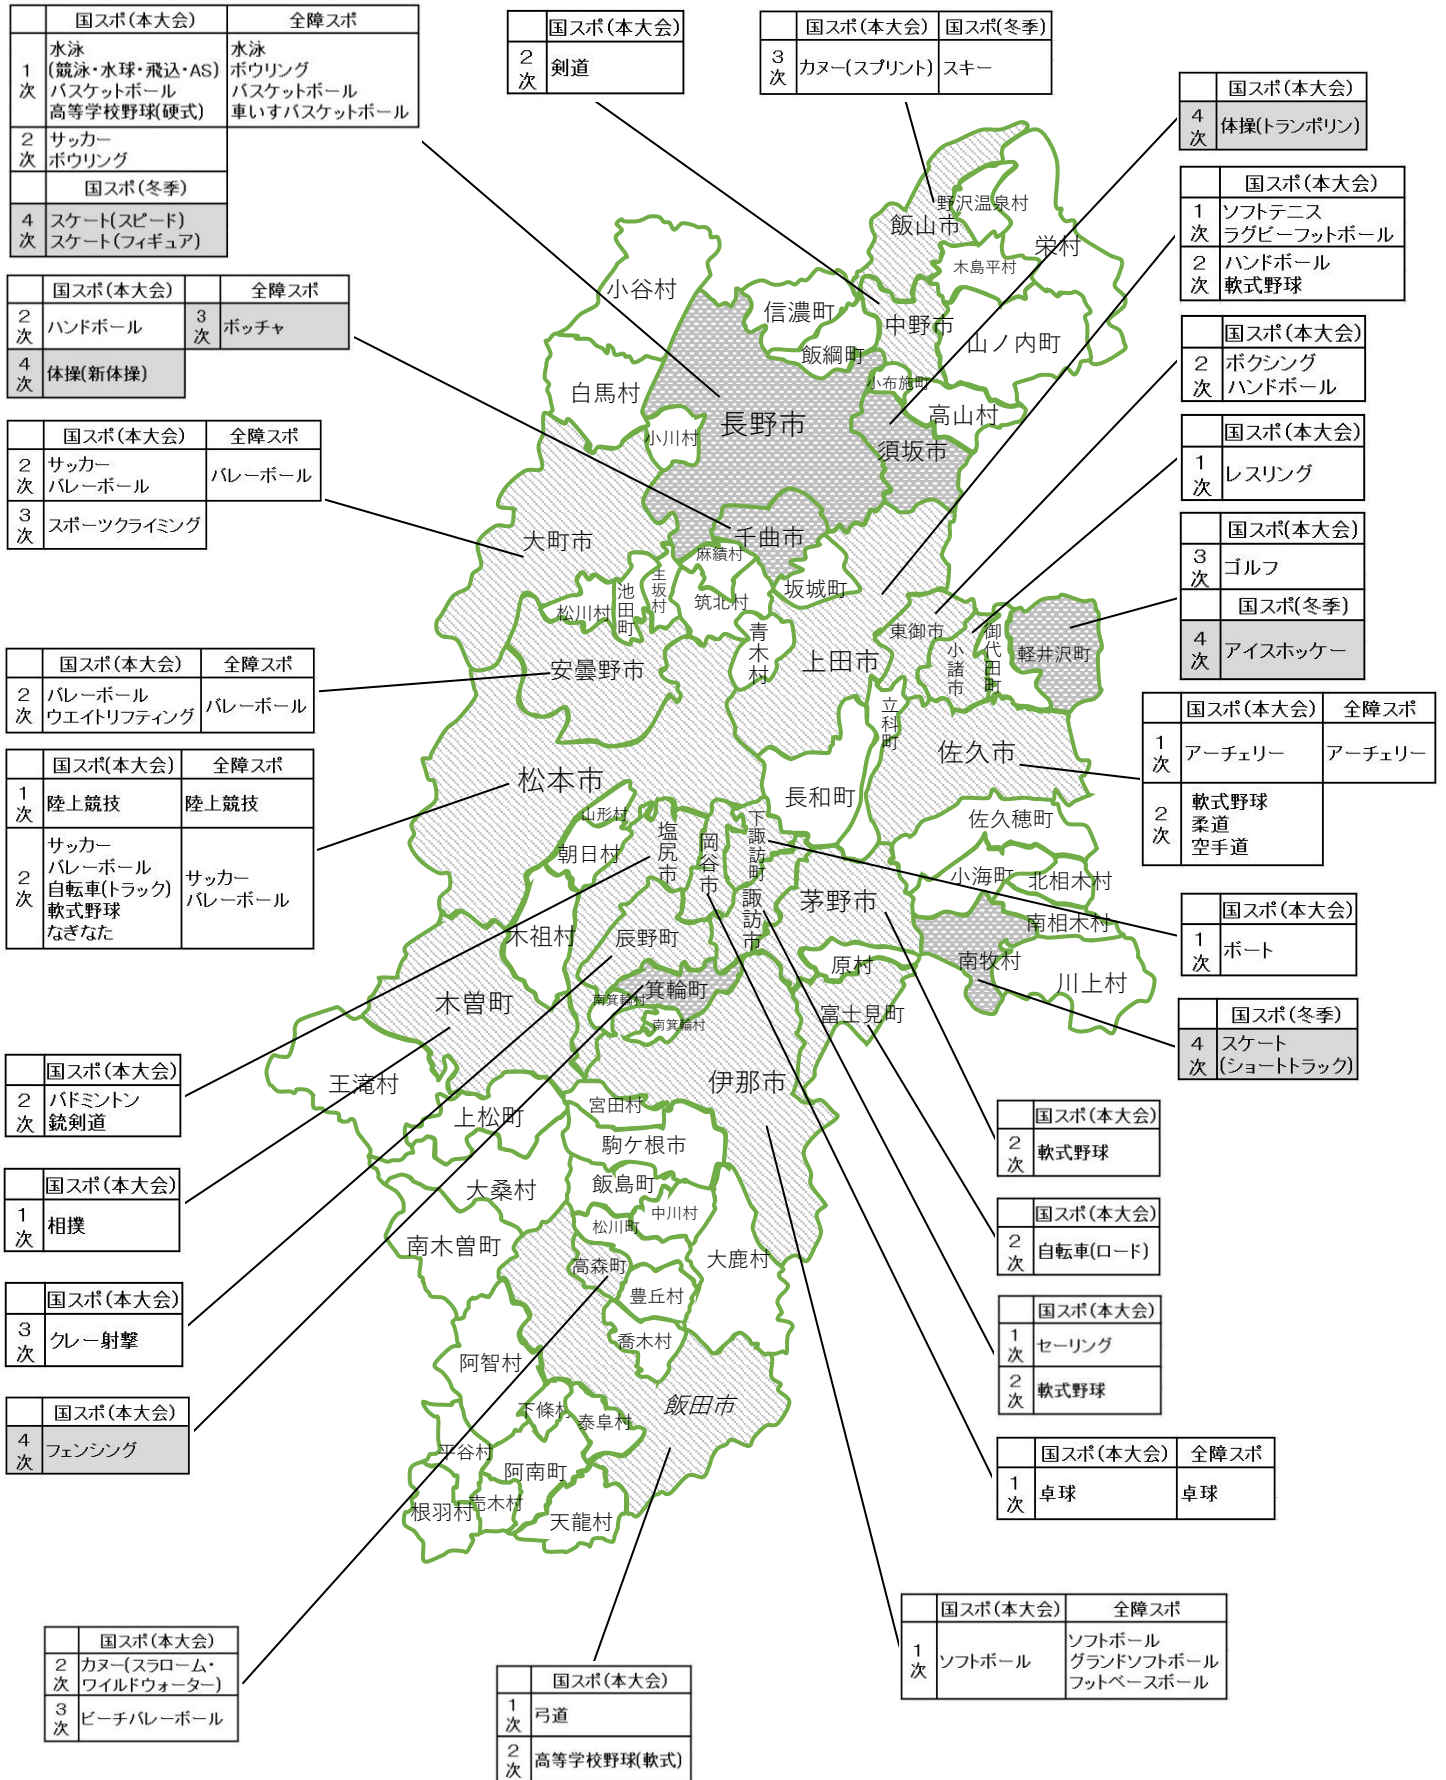 国スポ(本大会) 全障スポ
1次
水泳
(競泳・水球・飛込・AS)
バスケットボール
高等学校野球(硬式)
水泳
ボウリング
バスケットボール
車いすバスケットボール
2次
サッカー
ボウリング
国スポ(冬季)
4次
スケート(スピード)
スケート(フィギュア)
国スポ(本大会)
2次 剣道
国スポ(本大会) 国スポ(冬季)
3次 カヌー(スプリント) スキー
国スポ(本大会)
4次 体操(トランポリン)
国スポ(本大会)
1次
ソフトテニス
ラグビーフットボール
2次
ハンドボール
軟式野球
国スポ(本大会) 全障スポ
2次 ハンドボール 3次 ボッチャ
4次 体操(新体操)
国スポ(本大会)
2次
ボクシング
ハンドボール
国スポ(本大会) 全障スポ
2次
サッカー
バレーボール
バレーボール
3次 スポーツクライミング
国スポ(本大会)
1次 レスリング
国スポ(本大会)
3次 ゴルフ
国スポ(冬季)
4次 アイスホッケー
国スポ(本大会) 全障スポ
2次
バレーボール
ウエイトリフティング
バレーボール
国スポ(本大会) 全障スポ
1次 アーチェリー アーチェリー
2次
軟式野球
柔道
空手道
国スポ(本大会) 全障スポ
1次 陸上競技 陸上競技
2次
サッカー
バレーボール
自転車(トラック)
軟式野球
なぎなた
サッカー
バレーボール
国スポ(本大会)
1次 ボート
国スポ(冬季)
4次
スケート
(ショートトラック)
国スポ(本大会)
2次
バドミントン
銃剣道
国スポ(本大会)
2次 軟式野球
国スポ(本大会)
1次 相撲
国スポ(本大会)
2次 自転車(ロード)
国スポ(本大会)
3次 クレー射撃
国スポ(本大会)
1次 セーリング
2次 軟式野球
国スポ(本大会)
4次 フェンシング
国スポ(本大会) 全障スポ
1次 卓球 卓球
国スポ(本大会)
2次
カヌー(スラローム・
ワイルドウォーター)
3次 ビーチバレーボール
国スポ(本大会)
1次 弓道
2次 高等学校野球(軟式)
国スポ(本大会) 全障スポ
1次 ソフトボール
ソフトボール
グランドソフトボール
フットベースボール
野沢温泉村
飯山市
栄村
木島平村
小谷村
信濃町
中野市
山ノ内町
飯綱町
小布施町
白馬村
高山村
長野市
小川村
須坂市
大町市
千曲市
麻績村
坂城町
生坂村
池田町
松川村
筑北村
青木村
東御市
御代田町
軽井沢町
小諸市
上田市
安曇野市
立科町
佐久市
松本市
長和町
山形村
下諏訪町
佐久穂町
塩尻市
岡谷市
朝日村
小海町
北相木村
茅野市
諏訪市
南相木村
木祖村
辰野町
原村
南牧村
川上村
箕輪町
南箕輪村
木曽町
富士見町
南箕輪村
伊那市
王滝村
上松町
宮田村
駒ケ根市
大桑村
飯島町
中川村
松川町
南木曽町
高森町
大鹿村
豊丘村
喬木村
阿智村
飯田市
下條村
泰阜村
平谷村
阿南町
売木村
根羽村
天龍村